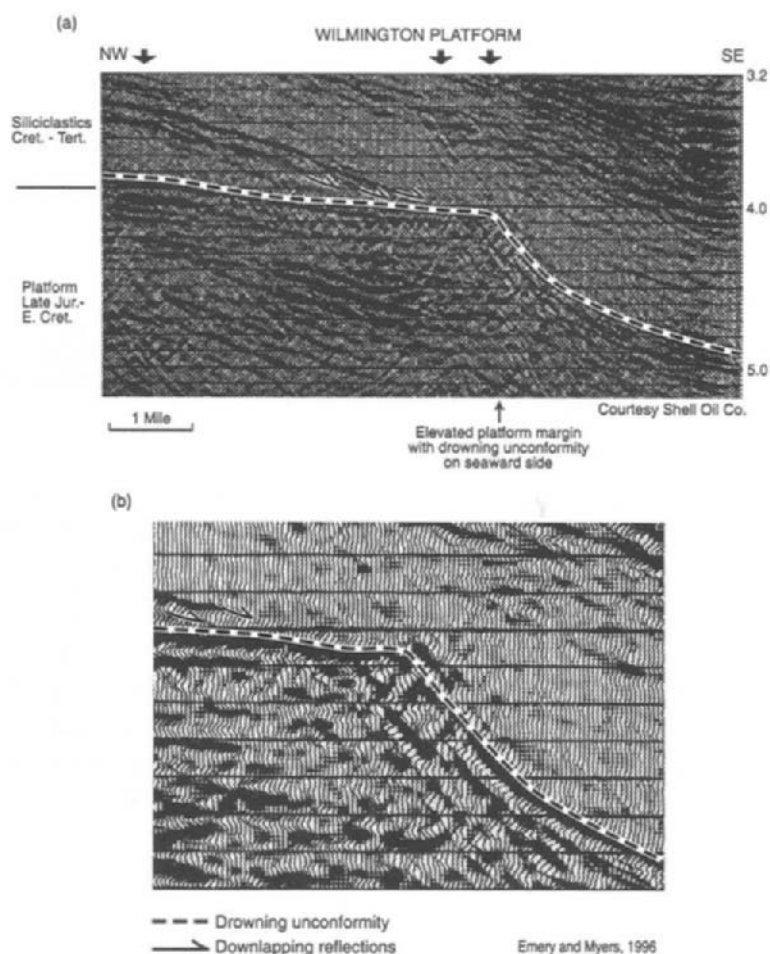 (a)
WILMINGTON PLATFORM
NW
SE
3.2
Siliciclastics
Cret. - Tert.
4.0
Platform
Late Jur.-
E. Cret.
5.0
1 Mile
Courtesy Shell Oil Co.
Elevated platform margin
with drowning unconformity
on seaward side
(b)
Drowning unconformity
Downlapping reflections
Emery and Myers, 1996